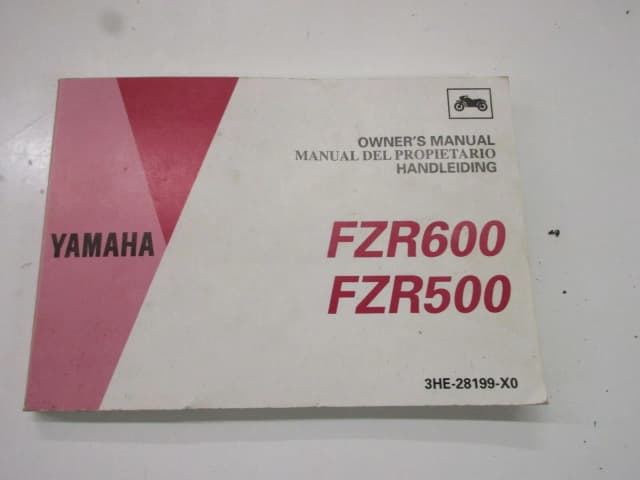 OWNER'S MANUAL
MANUAL DEL PROPIETARIO
HANDLEIDING
YAMAHA
FZR600
FZR500
3HE-28199-X0